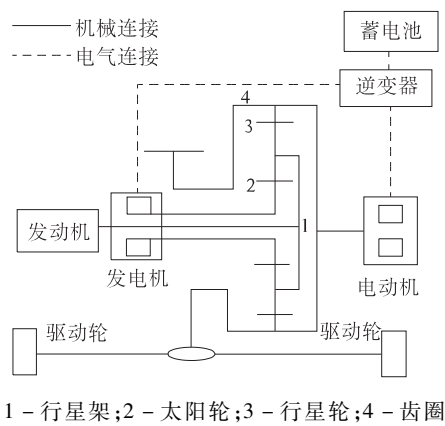 机械连接
电气连接
蓄电池
逆变器
4
3
2
1
发动机
发电机
电动机
驱动轮
驱动轮
1-行星架;2-太阳轮;3-行星轮;4-齿圈